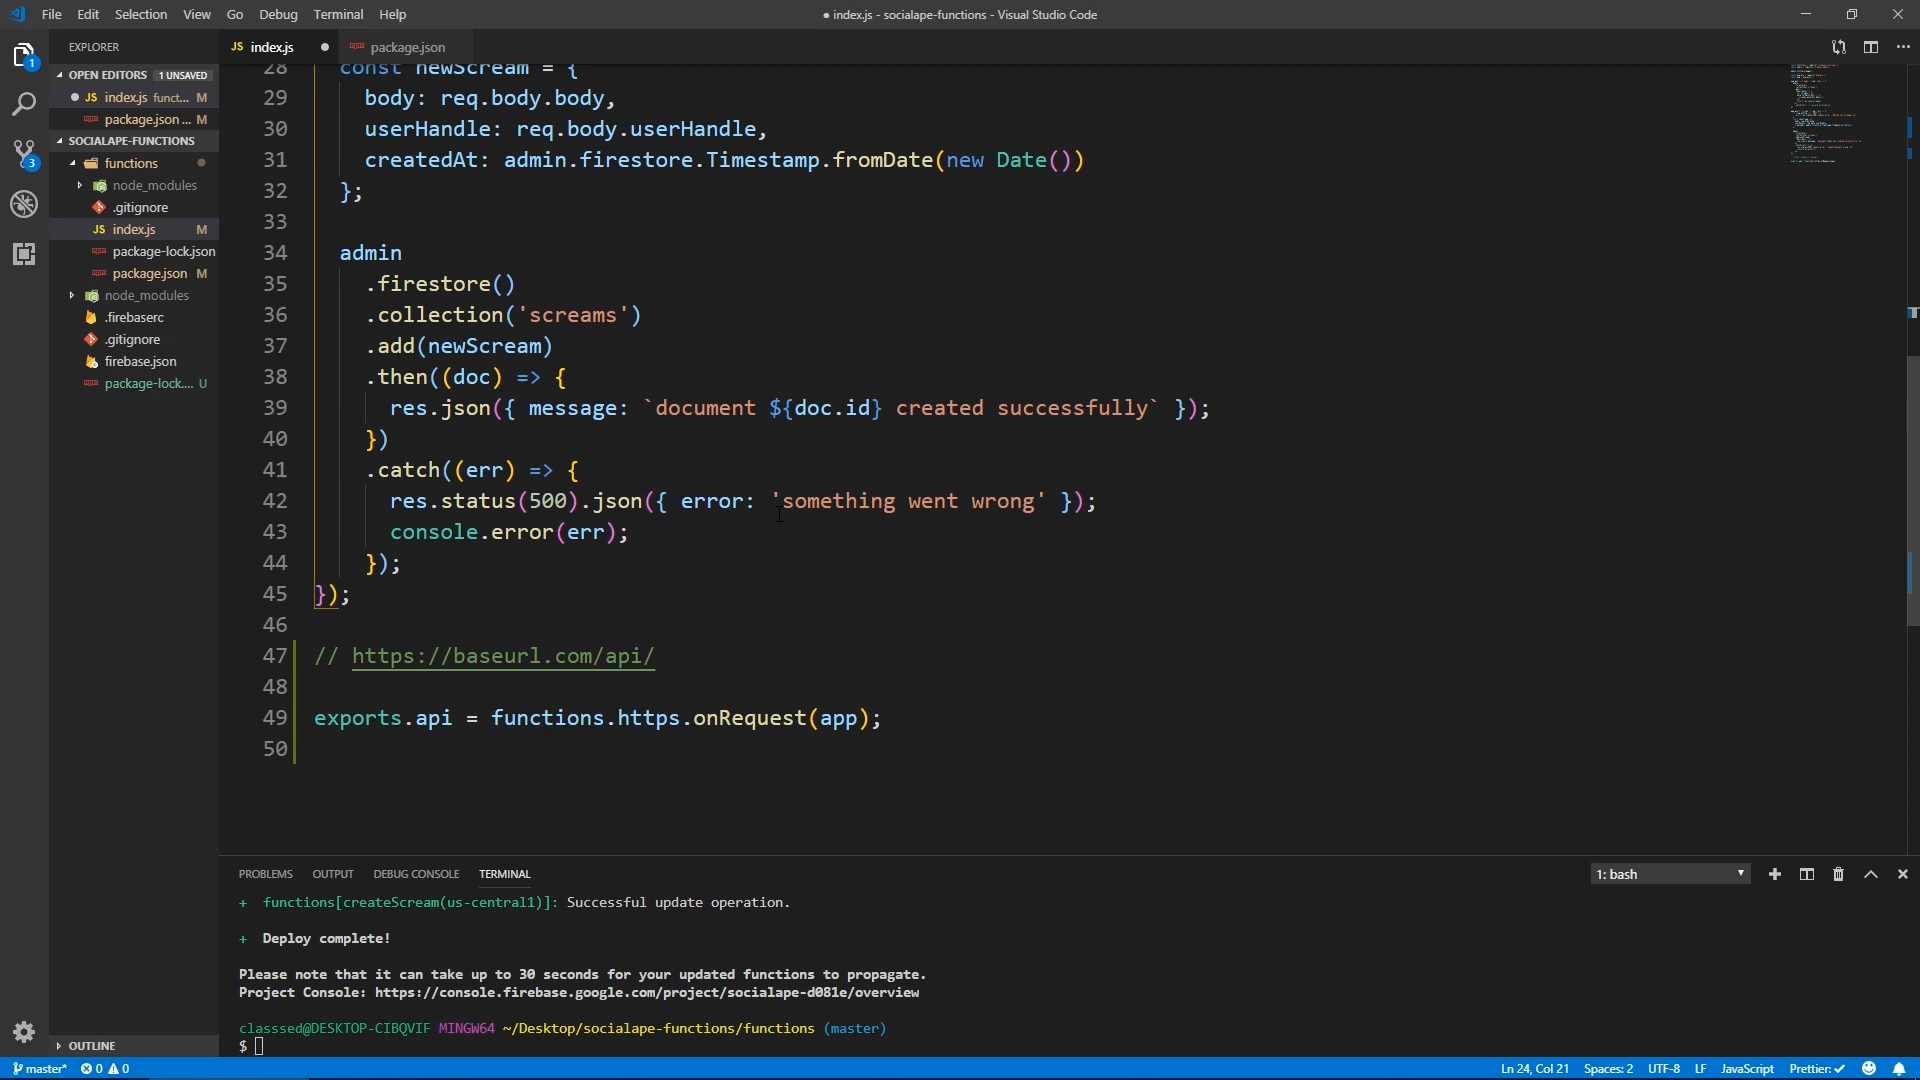 File Edit Selection View Go Debug Terminal Help
● index.js - socialape-functions - Visual Studio Code
EXPLORER
JS index.js ●
package.json
OPEN EDITORS 1 UNSAVED
● JS index.js funct... M
package.json ... M
SOCIALAPE-FUNCTIONS
functions
node_modules
.gitignore
JS index.js M
package-lock.json
package.json M
node_modules
.firebaserc
.gitignore
firebase.json
package-lock.... U
OUTLINE
1
3
28 const newScream = {
29 body: req.body.body,
30 userHandle: req.body.userHandle,
31 createdAt: admin.firestore.Timestamp.fromDate(new Date())
32 };
33
34 admin
35 .firestore()
36 .collection('screams')
37 .add(newScream)
38 .then((doc) => {
39 res.json({ message: `document ${doc.id} created successfully` });
40 })
41 .catch((err) => {
42 res.status(500).json({ error: 'something went wrong' });
43 console.error(err);
44 });
45 });
46
47 // https://baseurl.com/api/
48
49 exports.api = functions.https.onRequest(app);
50
PROBLEMS OUTPUT DEBUG CONSOLE TERMINAL
1: bash
+ functions[createScream(us-central1)]: Successful update operation.
+ Deploy complete!
Please note that it can take up to 30 seconds for your updated functions to propagate.
Project Console: https://console.firebase.google.com/project/socialape-d081e/overview
classsed@DESKTOP-CIBQVIF MINGW64 ~/Desktop/socialape-functions/functions (master)
$
master* 0 0
Ln 24, Col 21 Spaces: 2 UTF-8 LF JavaScript Prettier: ✓